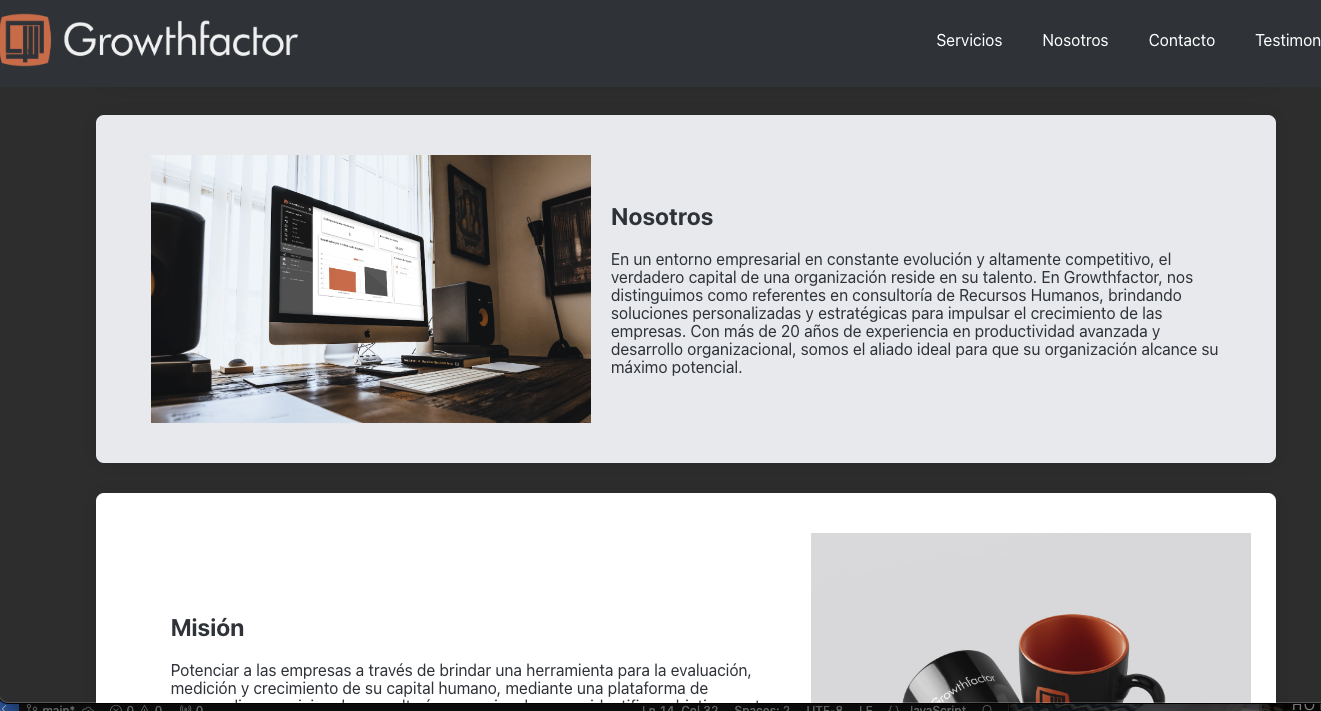 Growthfactor
Servicios Nosotros Contacto Testimon
Nosotros
En un entorno empresarial en constante evolución y altamente competitivo, el
verdadero capital de una organización reside en su talento. En Growthfactor, nos
distinguimos como referentes en consultoría de Recursos Humanos, brindando
soluciones personalizadas y estratégicas para impulsar el crecimiento de las
empresas. Con más de 20 años de experiencia en productividad avanzada y
desarrollo organizacional, somos el aliado ideal para que su organización alcance su
máximo potencial.
Misión
Potenciar a las empresas a través de brindar una herramienta para la evaluación,
medición y crecimiento de su capital humano, mediante una plataforma de
Growthfactor
main* 0 0 0 Ln 14, Col 32 Spaces: 2 UTF-8 LF JavaScript